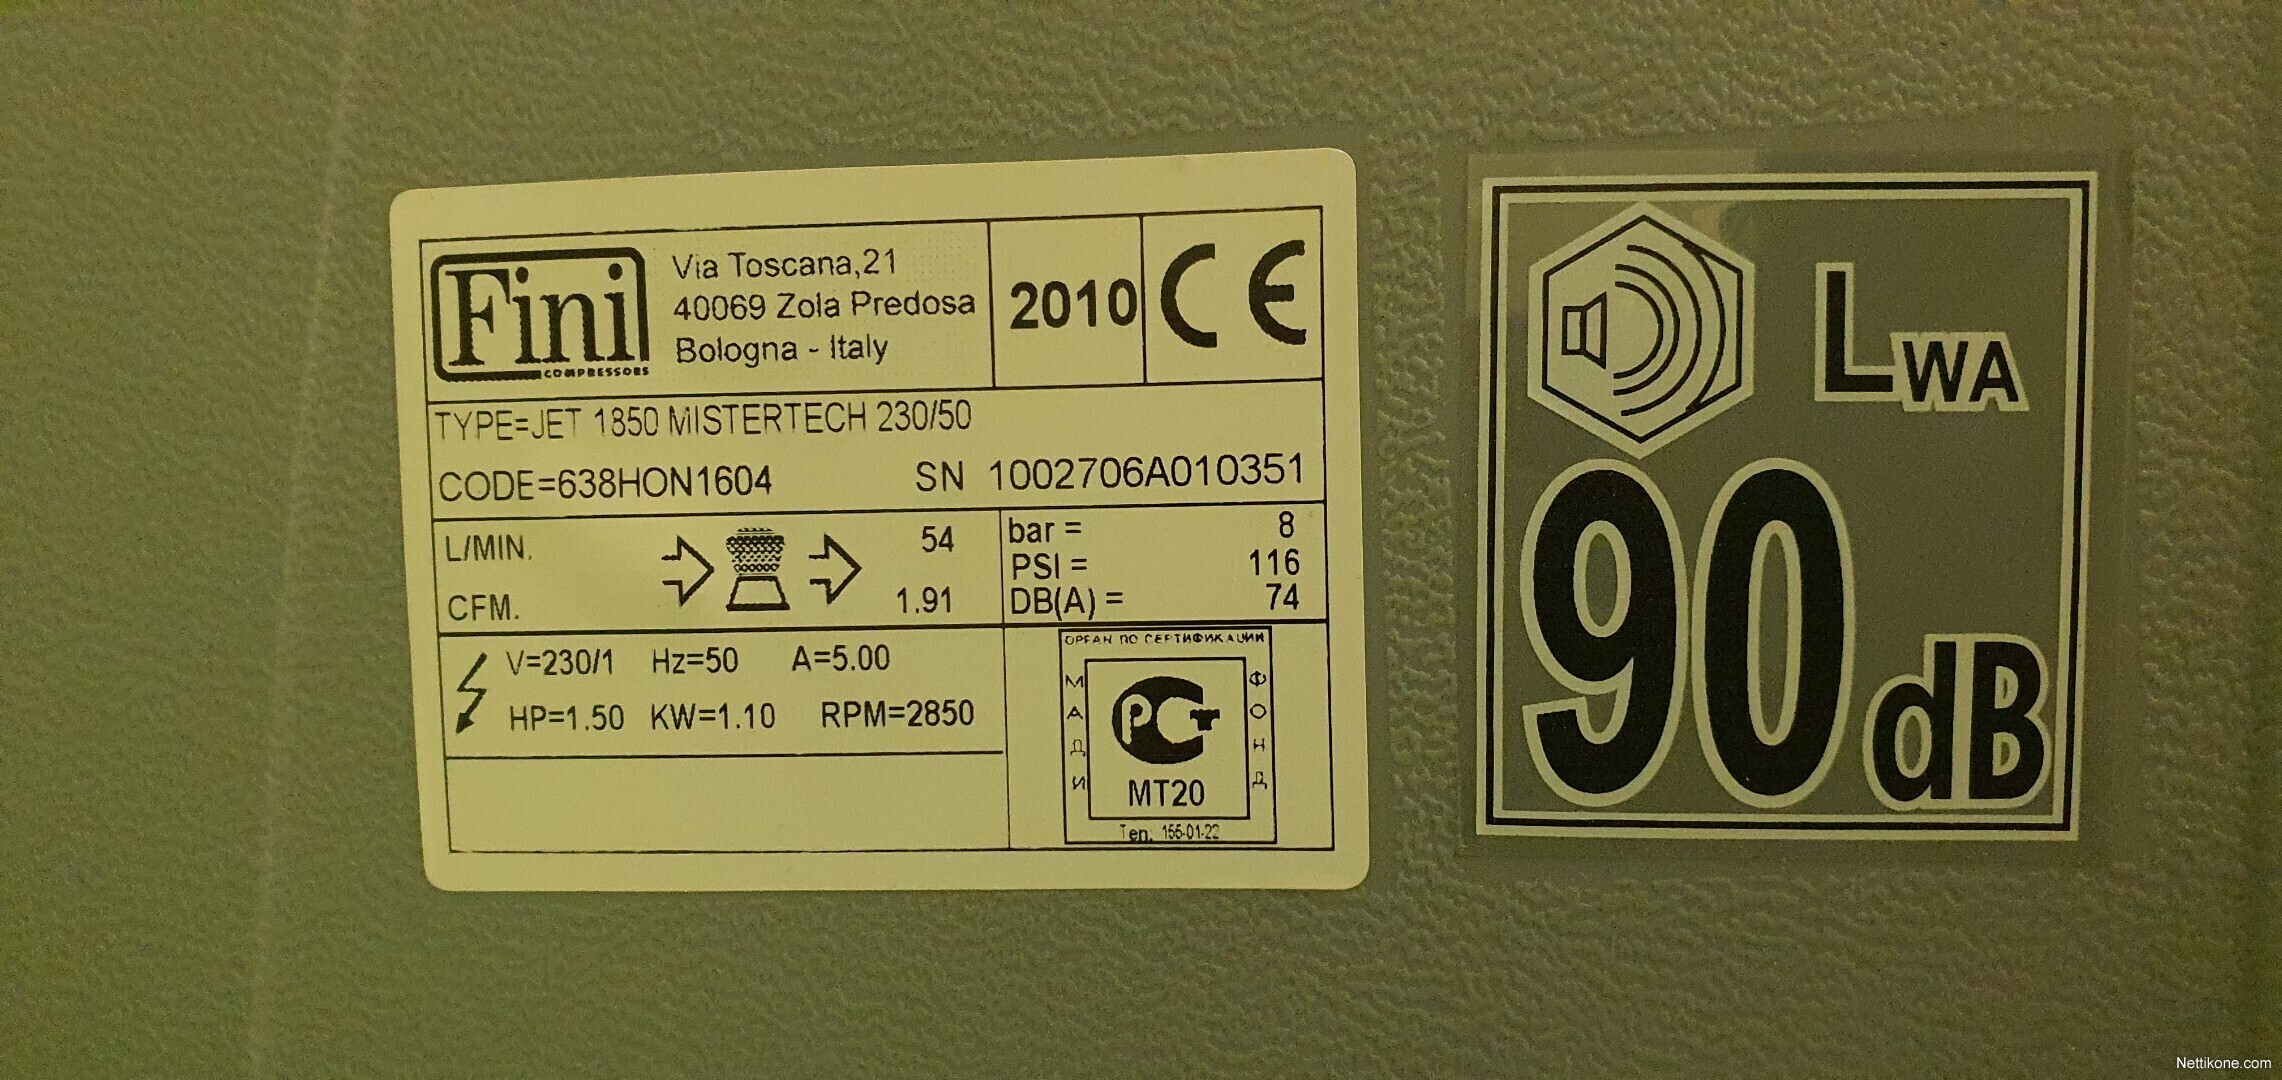 Fini
COMPRESSORS
Via Toscana,21
40069 Zola Predosa
Bologna - Italy
2010
CE
TYPE=JET 1850 MISTERTECH 230/50
CODE=638HON1604 SN 1002706A010351
L/MIN. 54
CFM. 1.91
bar = 8
PSI = 116
DB(A) = 74
V=230/1 Hz=50 A=5.00
HP=1.50 KW=1.10 RPM=2850
ОРГАН ПО СЕРТИФИКАЦИИ
МАДИ
ФОНД
РСТ
МТ20
Тел. 155-01-22
LWA
90 dB
Nettikone.com